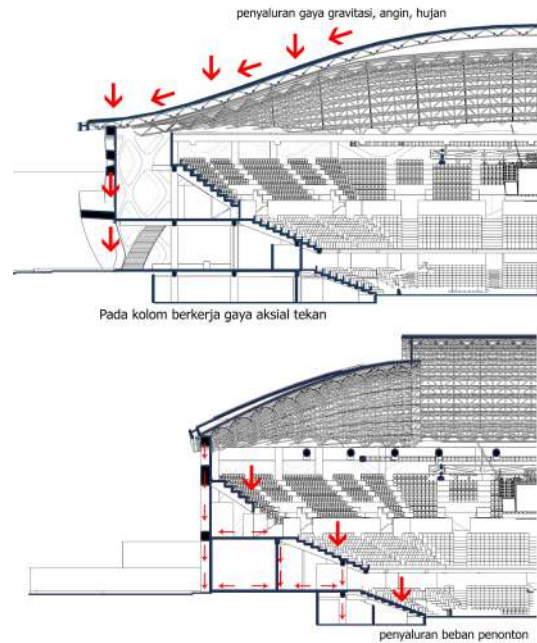 penyaluran gaya gravitasi, angin, hujan
Pada kolom berkerja gaya aksial tekan
penyaluran beban penonton